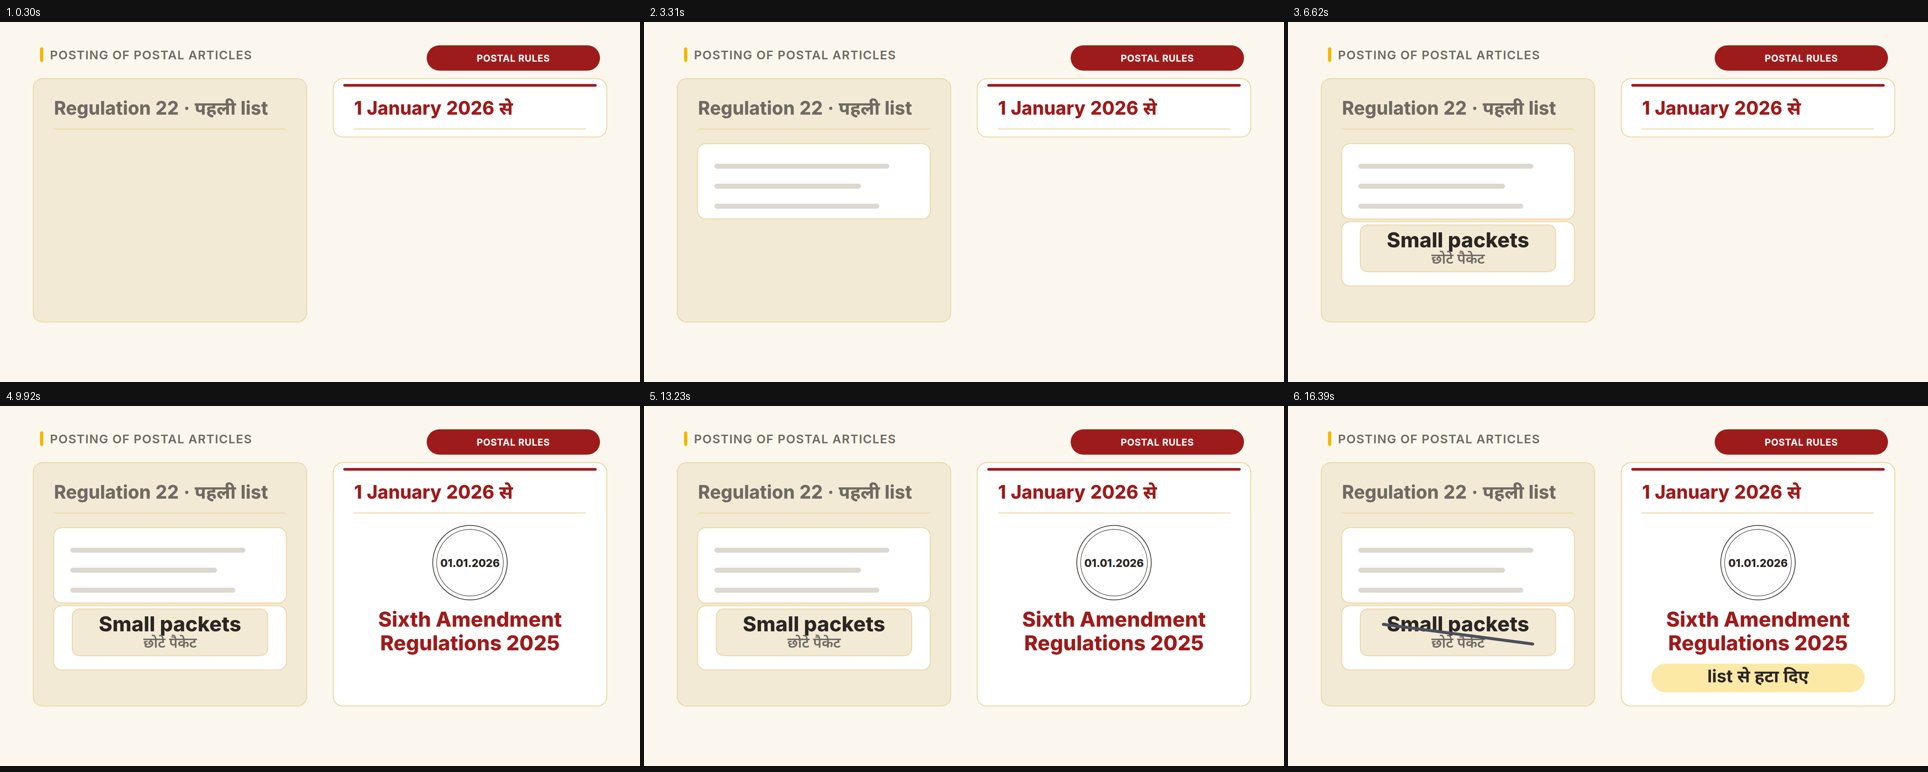 1. 0.30s
POSTING OF POSTAL ARTICLES
POSTAL RULES
Regulation 22 · पहली list
1 January 2026 से
2. 3.31s
POSTING OF POSTAL ARTICLES
POSTAL RULES
Regulation 22 · पहली list
1 January 2026 से
3. 6.62s
POSTING OF POSTAL ARTICLES
POSTAL RULES
Regulation 22 · पहली list
1 January 2026 से
Small packets
छोटे पैकेट
4. 9.92s
POSTING OF POSTAL ARTICLES
POSTAL RULES
Regulation 22 · पहली list
Small packets
छोटे पैकेट
1 January 2026 से
01.01.2026
Sixth Amendment
Regulations 2025
5. 13.23s
POSTING OF POSTAL ARTICLES
POSTAL RULES
Regulation 22 · पहली list
Small packets
छोटे पैकेट
1 January 2026 से
01.01.2026
Sixth Amendment
Regulations 2025
6. 16.39s
POSTING OF POSTAL ARTICLES
POSTAL RULES
Regulation 22 · पहली list
Small packets
छोटे पैकेट
1 January 2026 से
01.01.2026
Sixth Amendment
Regulations 2025
list से हटा दिए